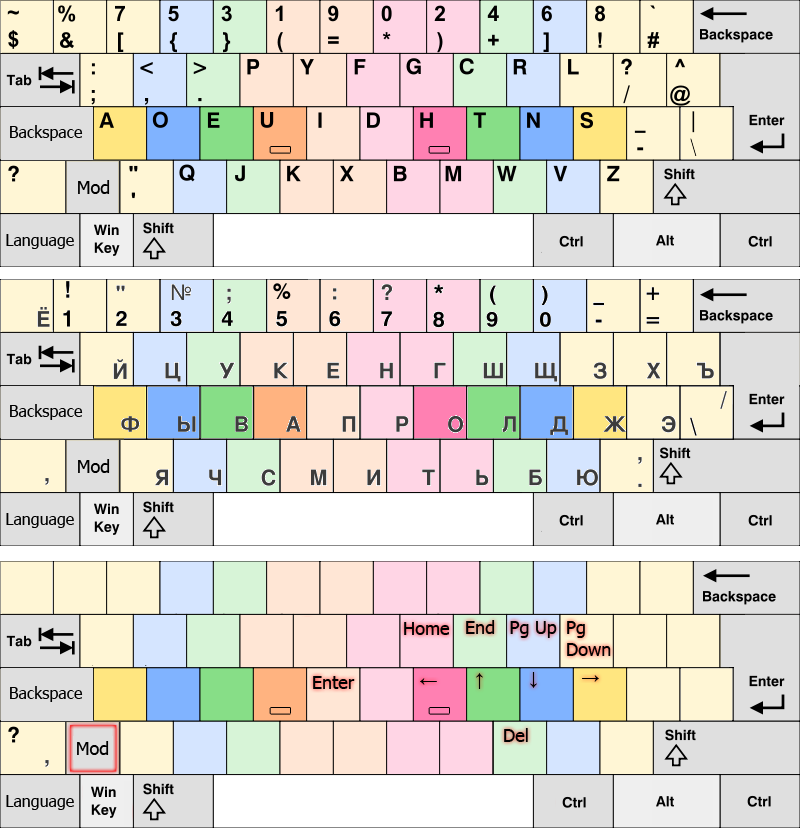 ~ % 7 5 3 1 9 0 2 4 6 8 ` Backspace
$ & [ { } ( = * ) + ] ! #
Tab : < > P Y F G C R L ? ^
; , . / @
Backspace A O E U I D H T N S _ | Enter
- \
? Mod " Q J K X B M W V Z Shift
'
Language Win Key Shift Ctrl Alt Ctrl
! " № ; % : ? * ( ) _ + Backspace
Ё 1 2 3 4 5 6 7 8 9 0 - =
Tab Й Ц У К Е Н Г Ш Щ З Х Ъ
Backspace Ф Ы В А П Р О Л Д Ж Э \ / Enter
, Mod Я Ч С М И Т Ь Б Ю , . Shift
Language Win Key Shift Ctrl Alt Ctrl
Backspace
Tab Home End Pg Up Pg Down
Backspace Enter ← ↑ ↓ → Enter
? , Mod Del Shift
Language Win Key Shift Ctrl Alt Ctrl